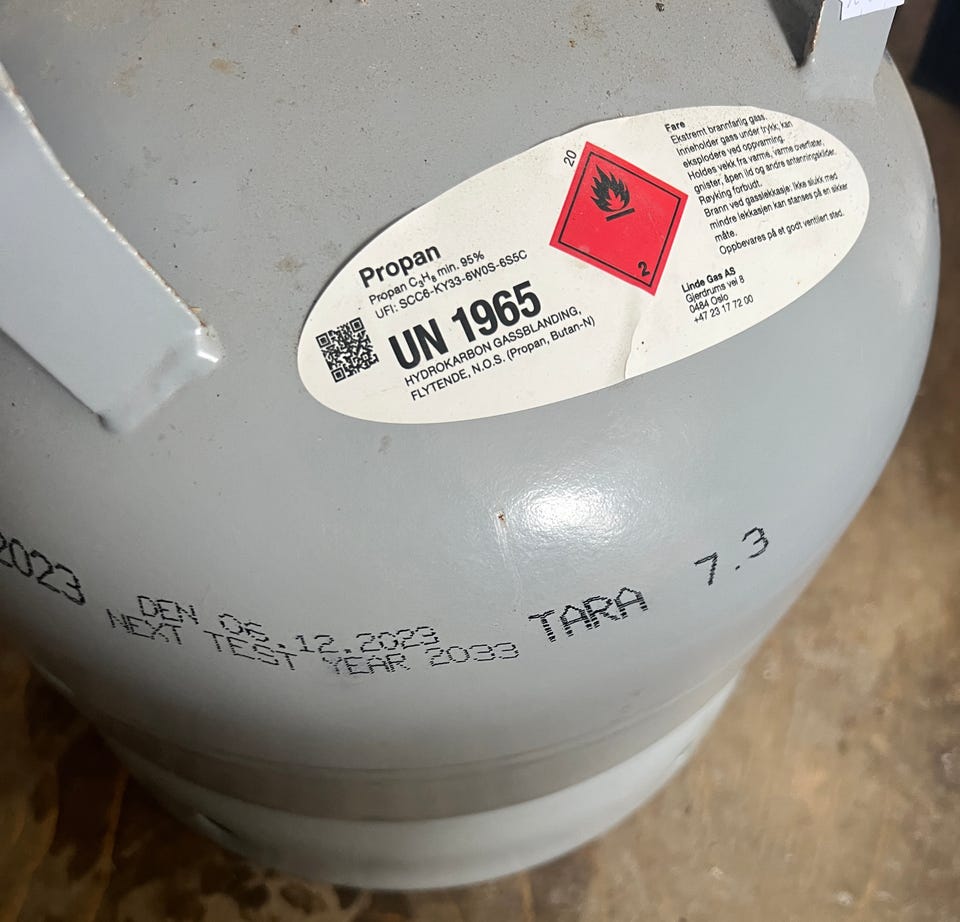 Propan
Propan C₃H₈ min. 95%
UFI: SCC6-KY33-6W0S-6S5C
UN 1965
HYDROKARBON GASSBLANDING,
FLYTENDE, N.O.S. (Propan, Butan-N)
20
2
Fare
Ekstremt brannfarlig gass.
Inneholder gass under trykk; kan
eksplodere ved oppvarming.
Holdes vekk fra varme, varme overflater,
gnister, åpen ild og andre antenningskilder.
Røyking forbudt.
Brann ved gasslekkasje: Ikke slukk med
mindre lekkasjen kan stanses på en sikker
måte.
Oppbevares på et godt ventilert sted.
Linde Gas AS
Gjerdrums vei 8
0484 Oslo
+47 23 17 72 00
2023
DEN 06.12.2023
NEXT TEST YEAR 2033
TARA 7.3